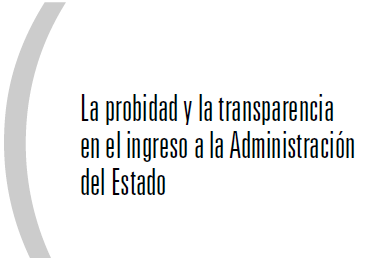 La probidad y la transparencia
en el ingreso a la Administración
del Estado